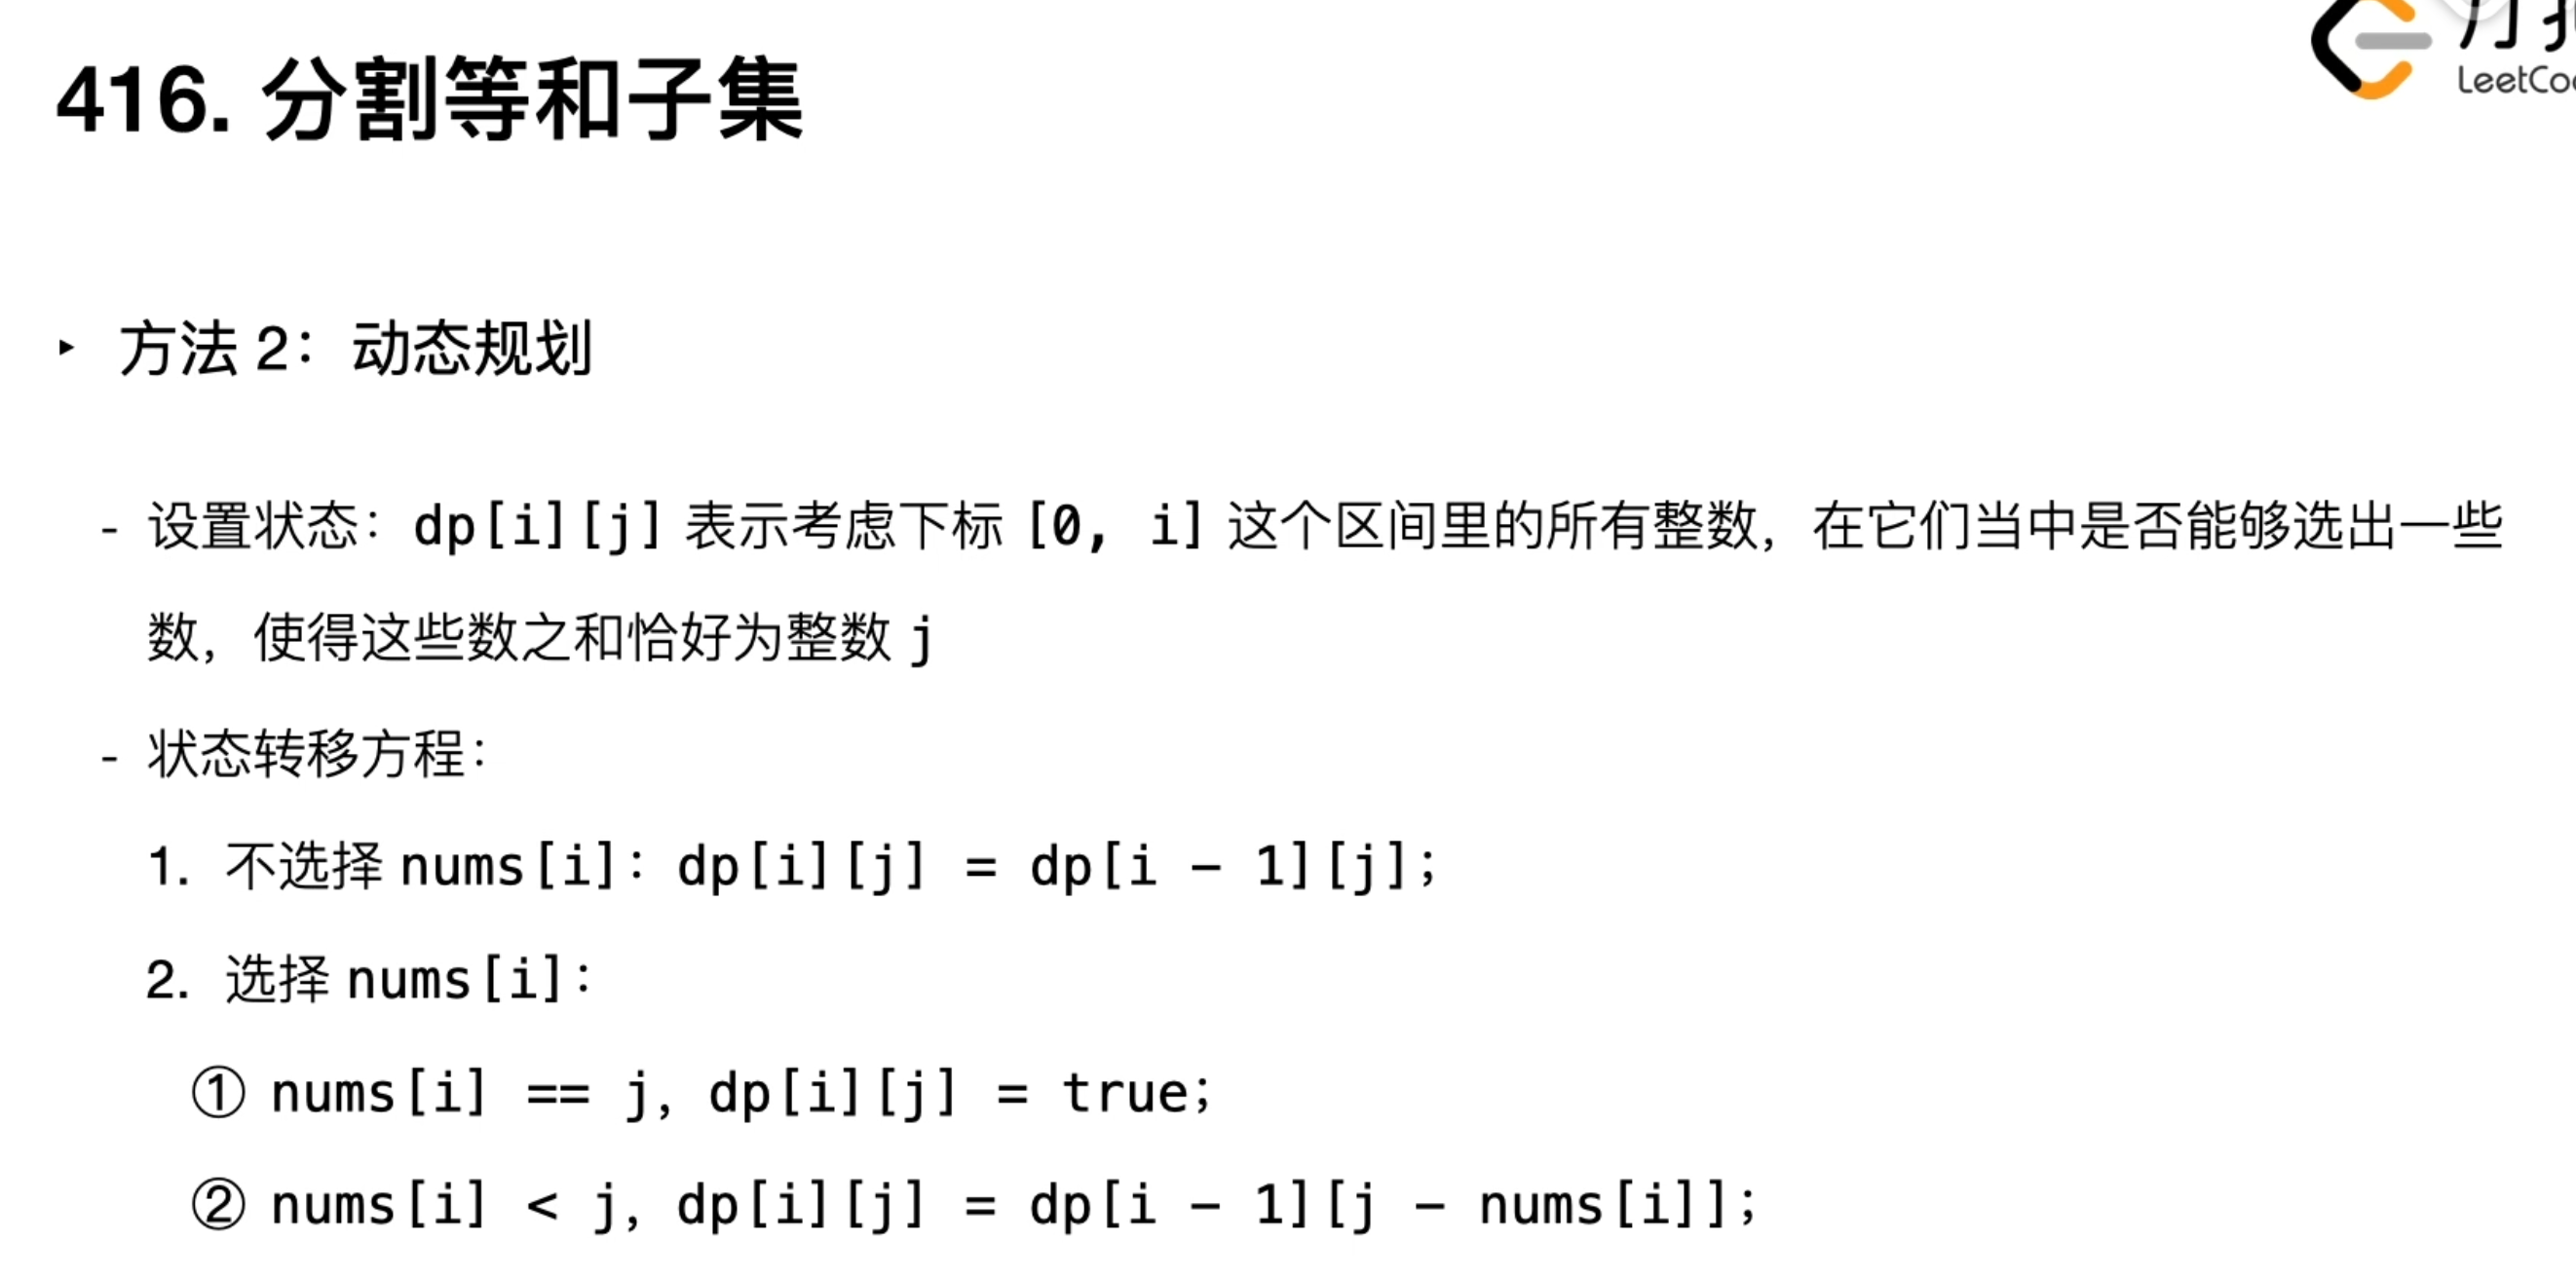 416. 分割等和子集
LeetCo
‣ 方法 2：动态规划
- 设置状态：dp[i][j] 表示考虑下标 [0, i] 这个区间里的所有整数，在它们当中是否能够选出一些
数，使得这些数之和恰好为整数 j
- 状态转移方程：
1. 不选择 nums[i]：dp[i][j] = dp[i - 1][j]；
2. 选择 nums[i]：
① nums[i] == j，dp[i][j] = true；
② nums[i] < j，dp[i][j] = dp[i - 1][j - nums[i]]；